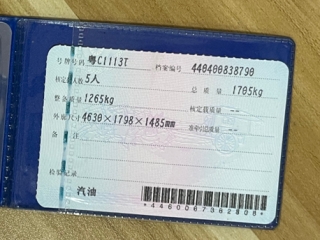 号牌号码 粤C1113T 档案编号 440400838790
核定载人数 5人 总质量 1705kg
整备质量 1265kg 核定载质量 --
外廓尺寸 4630×1798×1485mm 准牵引总质量 --
备注
检验记录
汽油
*4460067362808*